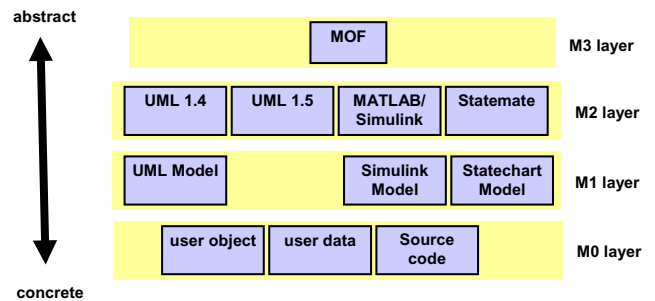 abstract
MOF
M3 layer
UML 1.4
UML 1.5
MATLAB/
Simulink
Statemate
M2 layer
UML Model
Simulink
Model
Statechart
Model
M1 layer
user object
user data
Source
code
M0 layer
concrete